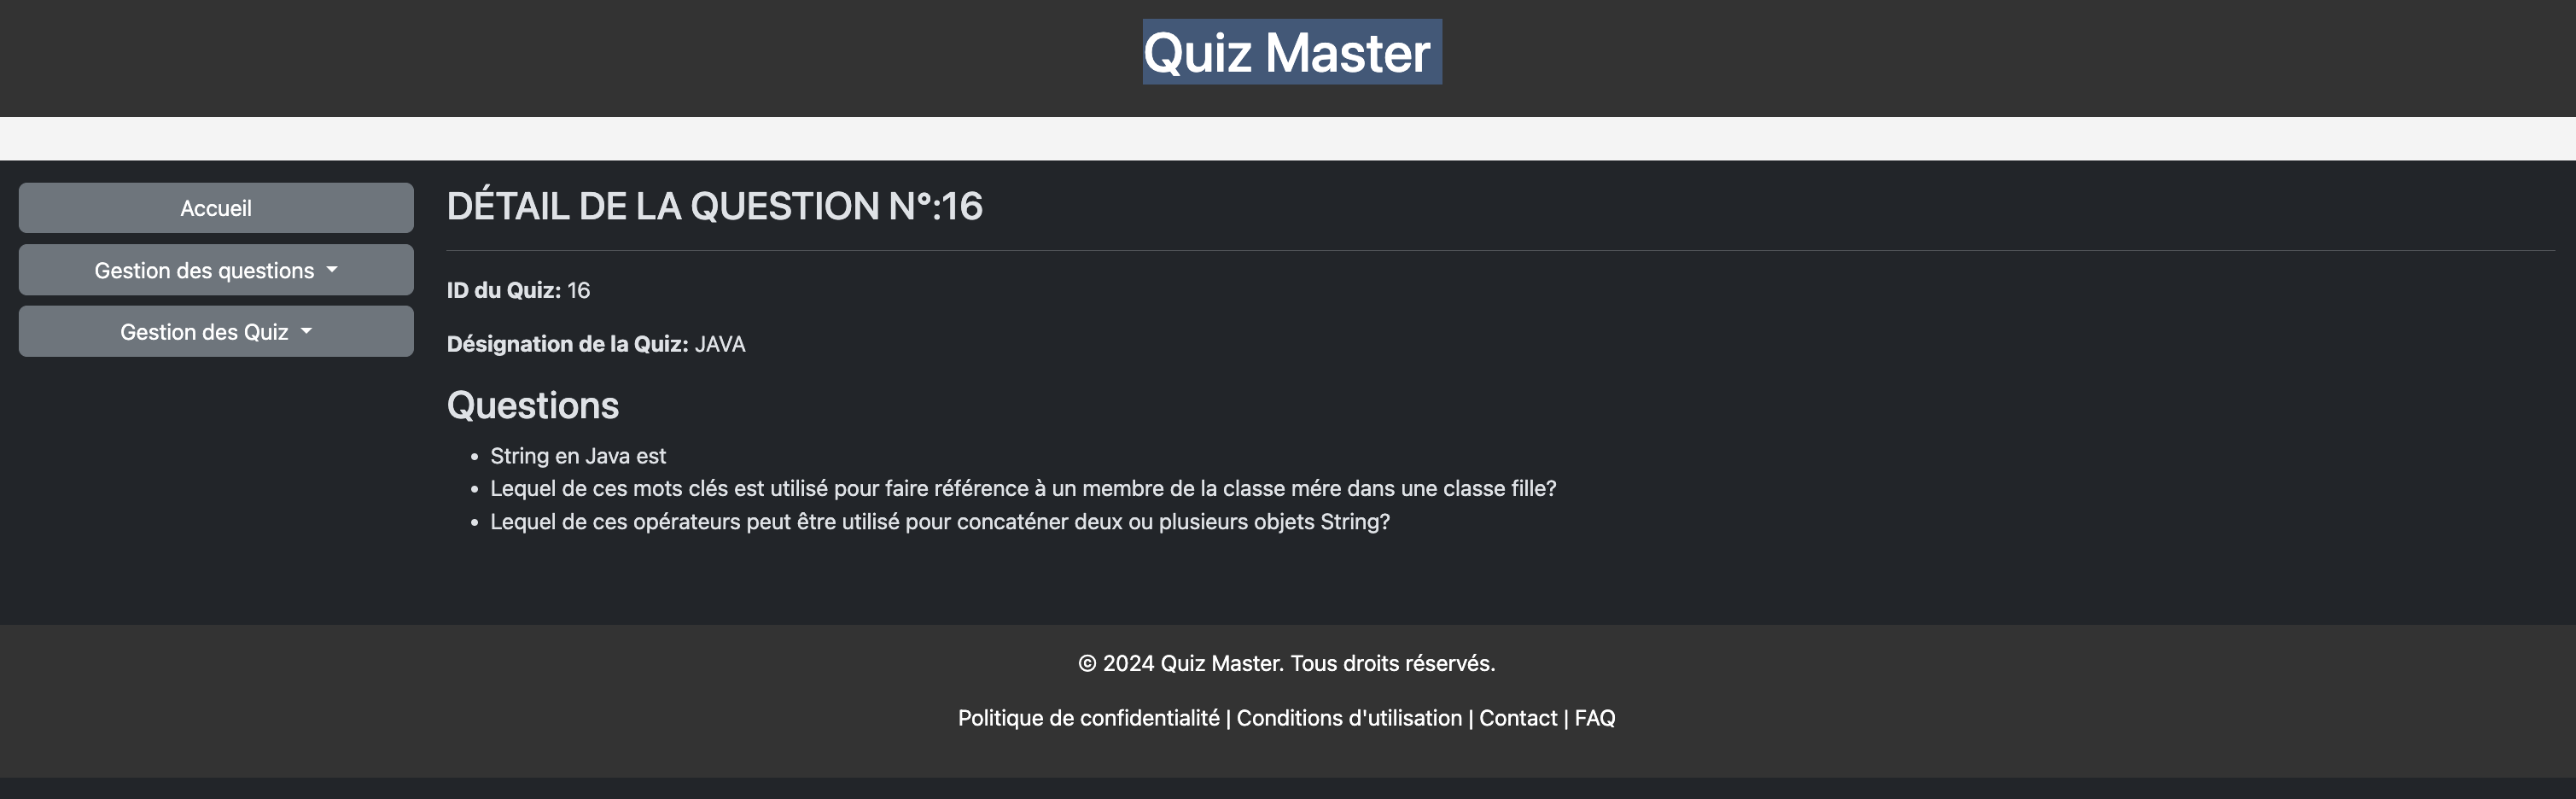 Quiz Master
Accueil
Gestion des questions
Gestion des Quiz
DÉTAIL DE LA QUESTION N°:16
ID du Quiz: 16
Désignation de la Quiz: JAVA
Questions
• String en Java est
• Lequel de ces mots clés est utilisé pour faire référence à un membre de la classe mére dans une classe fille?
• Lequel de ces opérateurs peut être utilisé pour concaténer deux ou plusieurs objets String?
© 2024 Quiz Master. Tous droits réservés.
Politique de confidentialité | Conditions d'utilisation | Contact | FAQ